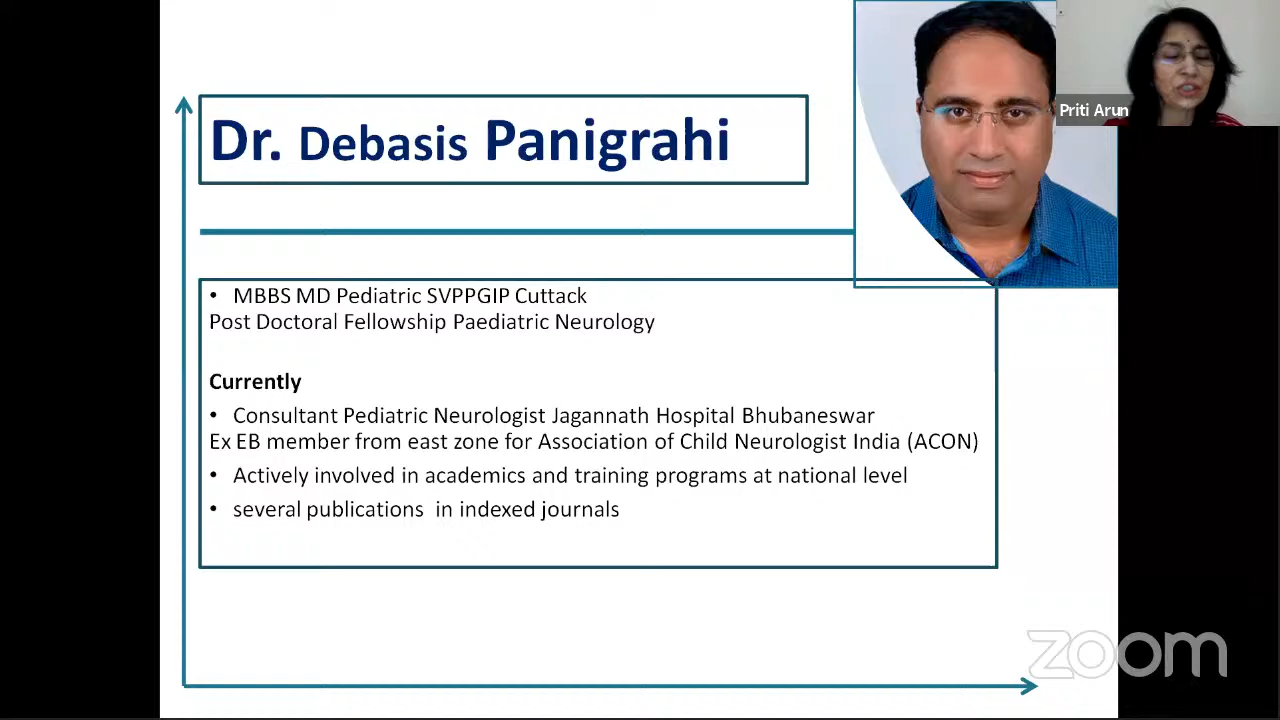 Dr. Debasis Panigrahi
Priti Arun
• MBBS MD Pediatric SVPPGIP Cuttack
Post Doctoral Fellowship Paediatric Neurology
Currently
• Consultant Pediatric Neurologist Jagannath Hospital Bhubaneswar
Ex EB member from east zone for Association of Child Neurologist India (ACON)
• Actively involved in academics and training programs at national level
• several publications in indexed journals
zoom